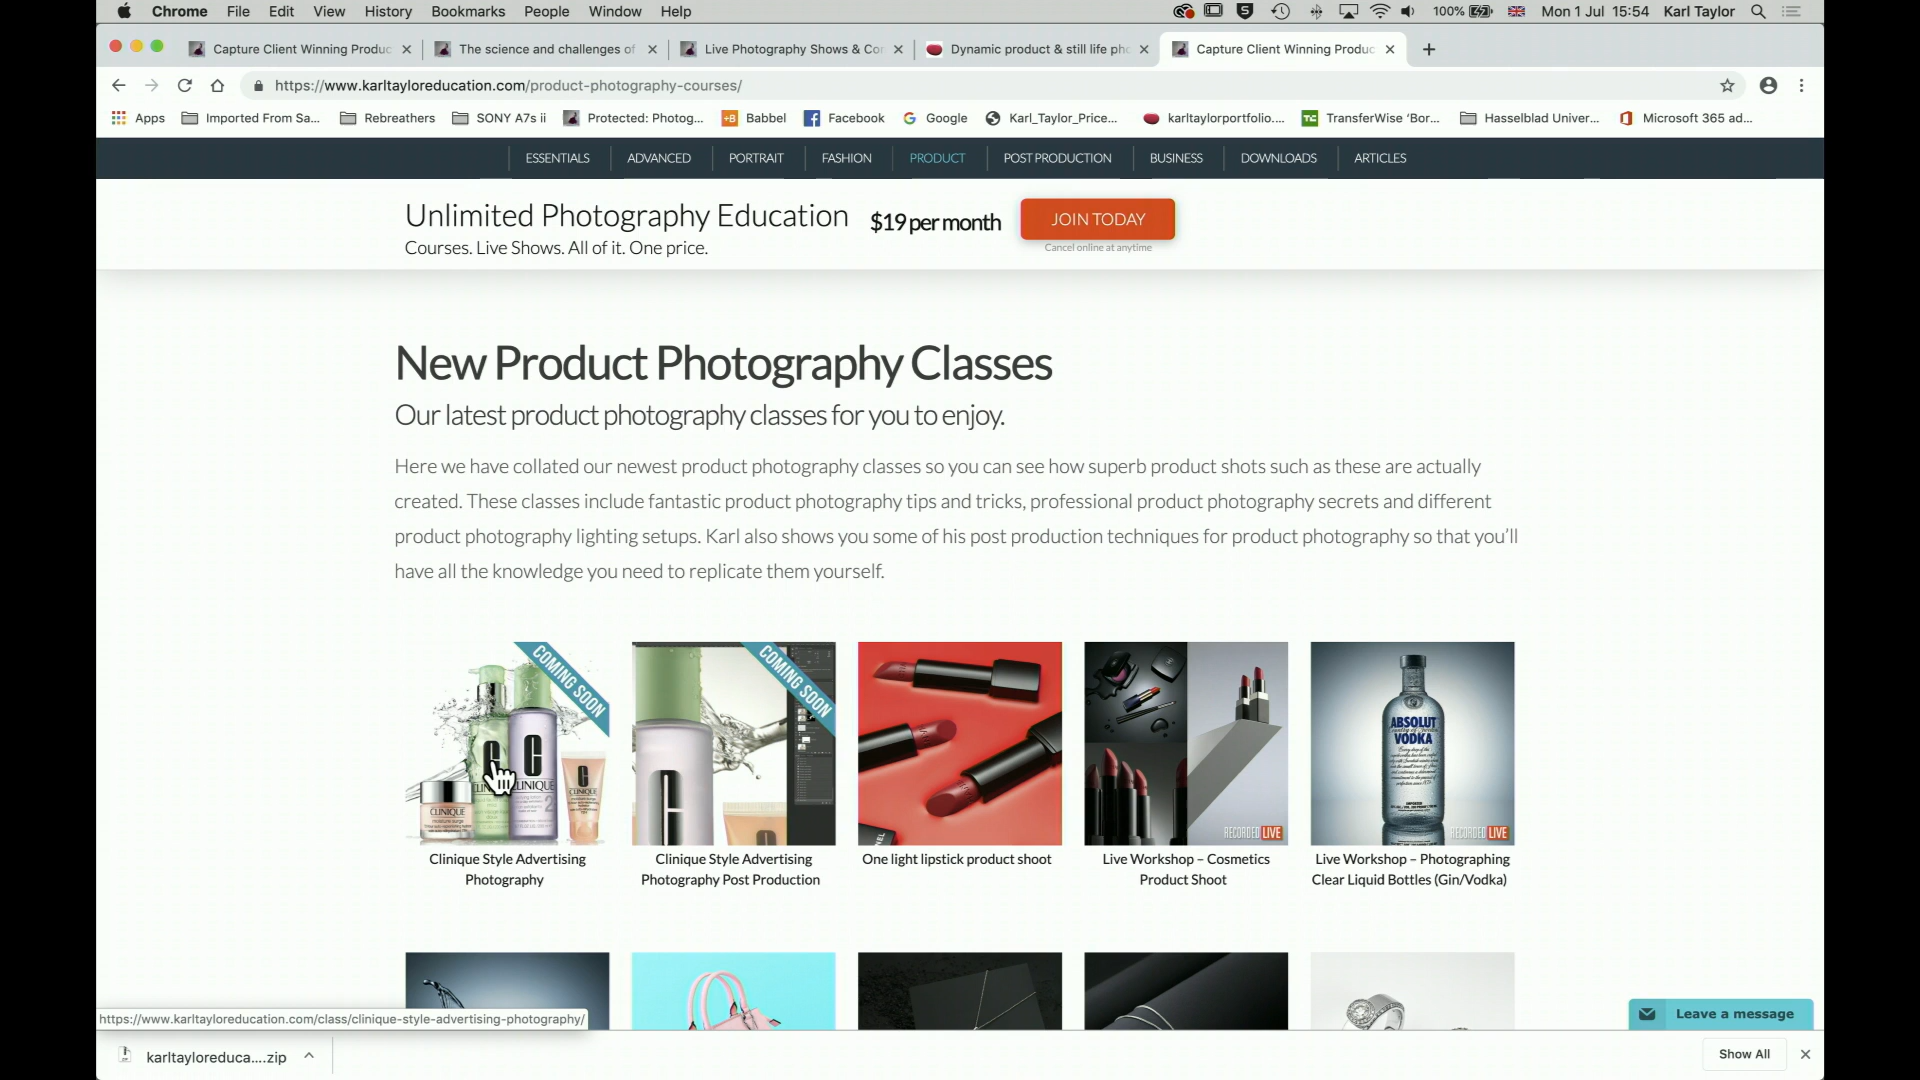 Chrome File Edit View History Bookmarks People Window Help 100% Mon 1 Jul 15:54 Karl Taylor
Capture Client Winning Produc
The science and challenges of
Live Photography Shows & Co
Dynamic product & still life pho
Capture Client Winning Produc
https://www.karltayloreducation.com/product-photography-courses/
Apps Imported From Sa... Rebreathers SONY A7s ii Protected: Photog... Babbel Facebook Google Karl_Taylor_Price... karltaylorportfolio.... TransferWise ‘Bor... Hasselblad Univer... Microsoft 365 ad...
ESSENTIALS ADVANCED PORTRAIT FASHION PRODUCT POST PRODUCTION BUSINESS DOWNLOADS ARTICLES
Unlimited Photography Education
Courses. Live Shows. All of it. One price.
$19 per month
JOIN TODAY
Cancel online at anytime
New Product Photography Classes
Our latest product photography classes for you to enjoy.
Here we have collated our newest product photography classes so you can see how superb product shots such as these are actually
created. These classes include fantastic product photography tips and tricks, professional product photography secrets and different
product photography lighting setups. Karl also shows you some of his post production techniques for product photography so that you’ll
have all the knowledge you need to replicate them yourself.
COMING SOON
CLINIQUE
CLINIQUE
Clinique Style Advertising
Photography
COMING SOON
Clinique Style Advertising
Photography Post Production
One light lipstick product shoot
RECORDED LIVE
Live Workshop – Cosmetics
Product Shoot
ABSOLUT
VODKA
RECORDED LIVE
Live Workshop – Photographing
Clear Liquid Bottles (Gin/Vodka)
Leave a message
https://www.karltayloreducation.com/class/clinique-style-advertising-photography/
karltayloreduca....zip
Show All